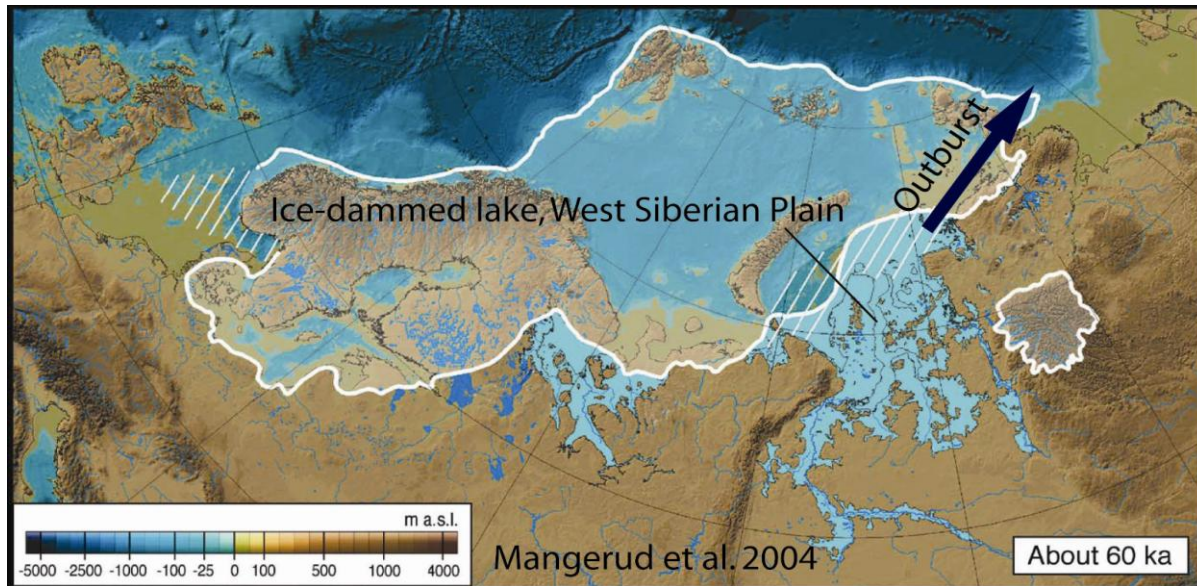 Outburst
Ice-dammed lake, West Siberian Plain
m a.s.l.
-5000 -2500 -1000 -100 -25 0 100 500 1000 4000
Mangerud et al. 2004
About 60 ka